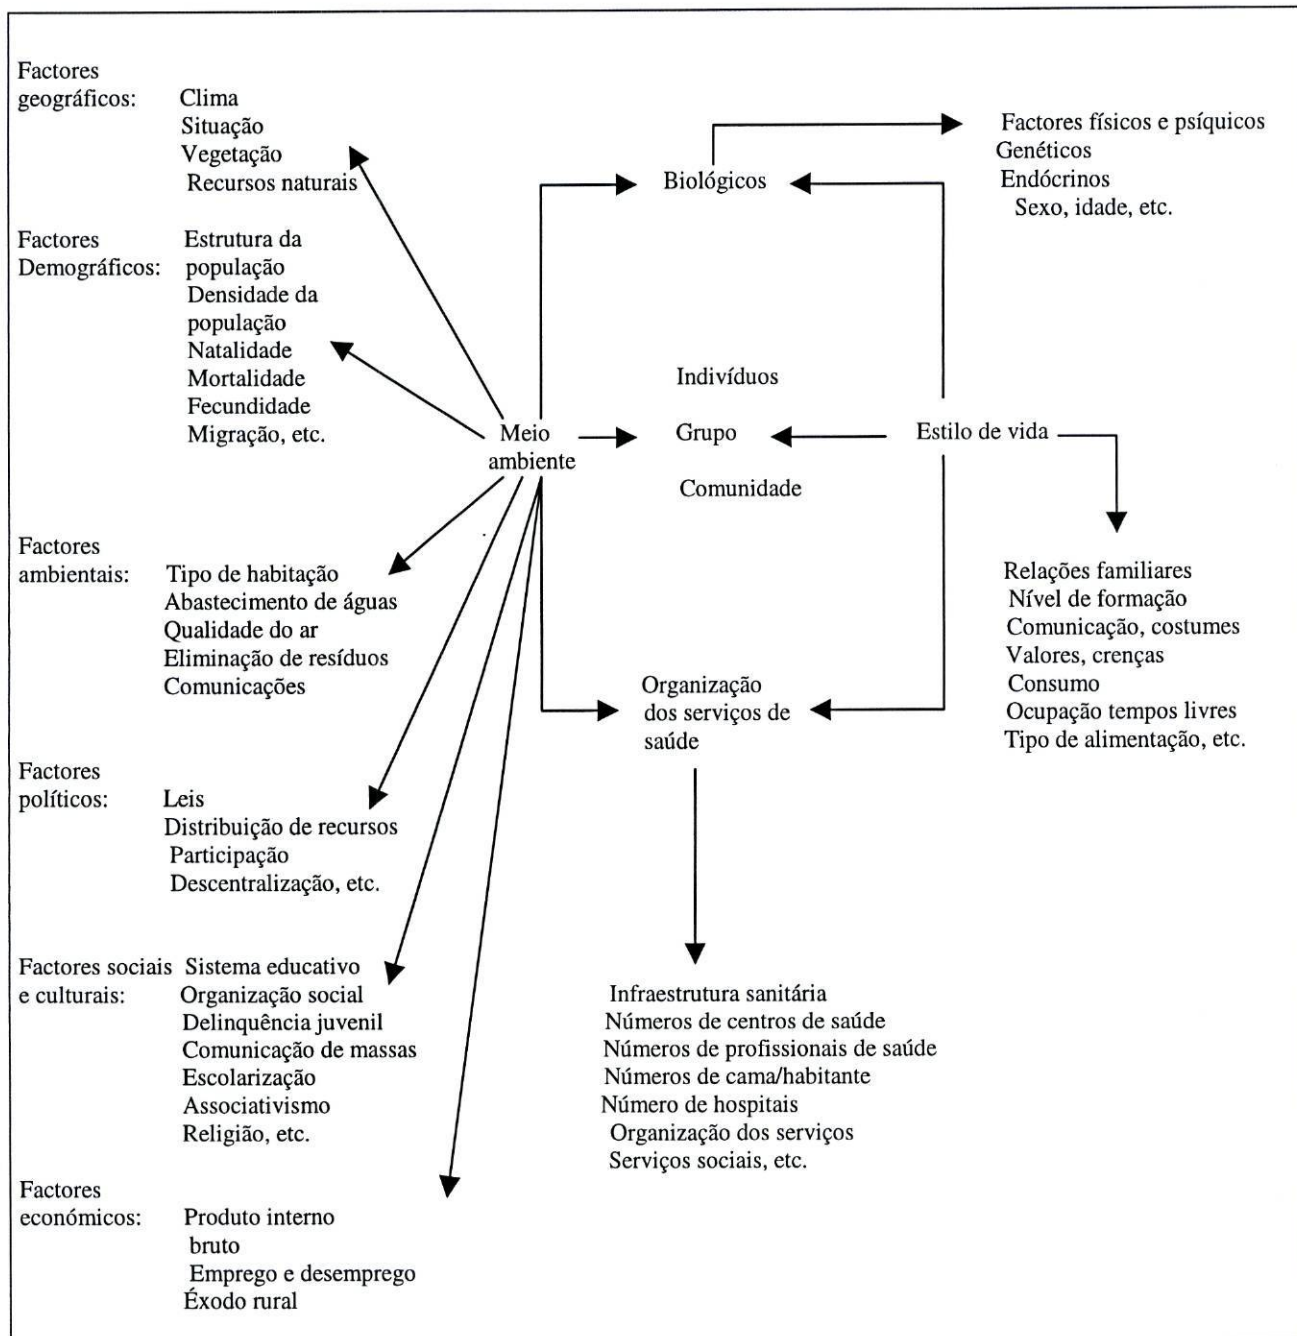 Factores
geográficos: Clima
Situação
Vegetação
Recursos naturais
Factores Estrutura da
Demográficos: população
Densidade da
população
Natalidade
Mortalidade
Fecundidade
Migração, etc.
Factores
ambientais: Tipo de habitação
Abastecimento de águas
Qualidade do ar
Eliminação de resíduos
Comunicações
Factores
políticos: Leis
Distribuição de recursos
Participação
Descentralização, etc.
Factores sociais Sistema educativo
e culturais: Organização social
Delinquência juvenil
Comunicação de massas
Escolarização
Associativismo
Religião, etc.
Factores
económicos: Produto interno
bruto
Emprego e desemprego
Éxodo rural
Meio
ambiente
Biológicos
Indivíduos
Grupo
Comunidade
Organização
dos serviços de
saúde
Infraestrutura sanitária
Números de centros de saúde
Números de profissionais de saúde
Números de cama/habitante
Número de hospitais
Organização dos serviços
Serviços sociais, etc.
Estilo de vida
Factores físicos e psíquicos
Genéticos
Endócrinos
Sexo, idade, etc.
Relações familiares
Nível de formação
Comunicação, costumes
Valores, crenças
Consumo
Ocupação tempos livres
Tipo de alimentação, etc.